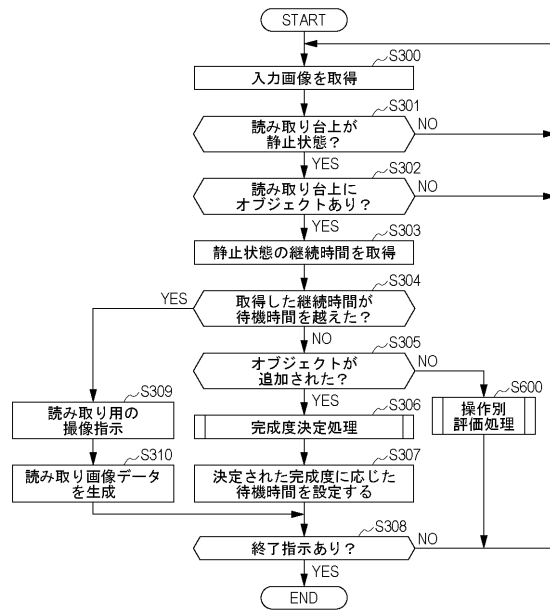 START
S300
入力画像を取得
S301
読み取り台上が
静止状態？
NO
YES
S302
読み取り台上に
オブジェクトあり？
NO
YES
S303
静止状態の継続時間を取得
S304
取得した継続時間が
待機時間を越えた？
YES
NO
S305
オブジェクトが
追加された？
NO
YES
S309
読み取り用の
撮像指示
S306
完成度決定処理
S600
操作別
評価処理
S310
読み取り画像データ
を生成
S307
決定された完成度に応じた
待機時間を設定する
S308
終了指示あり？
NO
YES
END